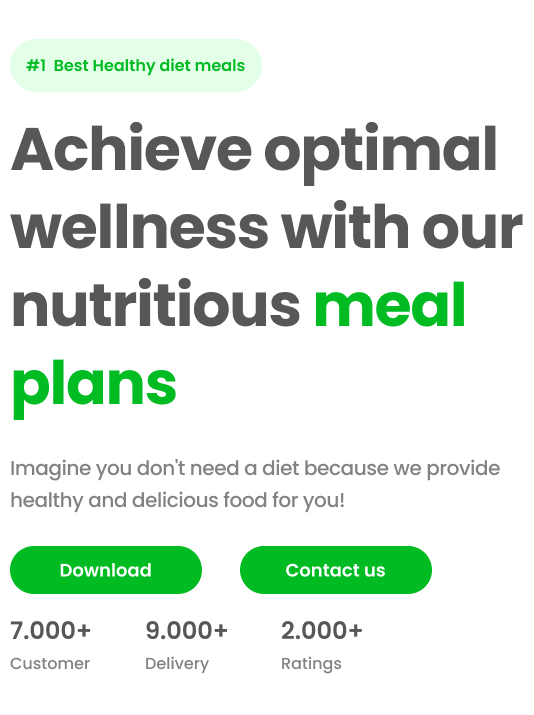 #1 Best Healthy diet meals
Achieve optimal
wellness with our
nutritious meal
plans
Imagine you don't need a diet because we provide
healthy and delicious food for you!
Download Contact us
7.000+ 9.000+ 2.000+
Customer Delivery Ratings